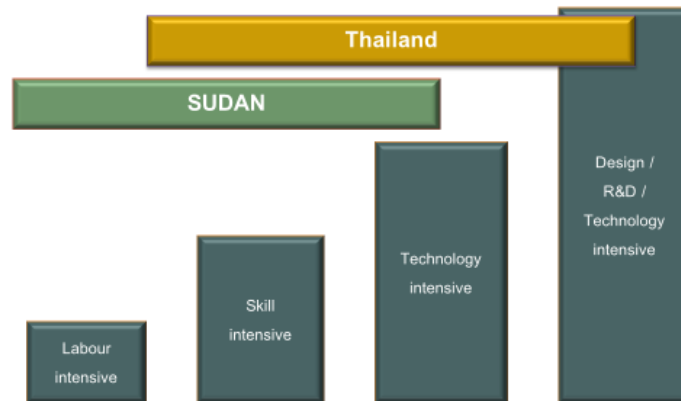 Thailand
SUDAN
Labour
intensive
Skill
intensive
Technology
intensive
Design /
R&D /
Technology
intensive